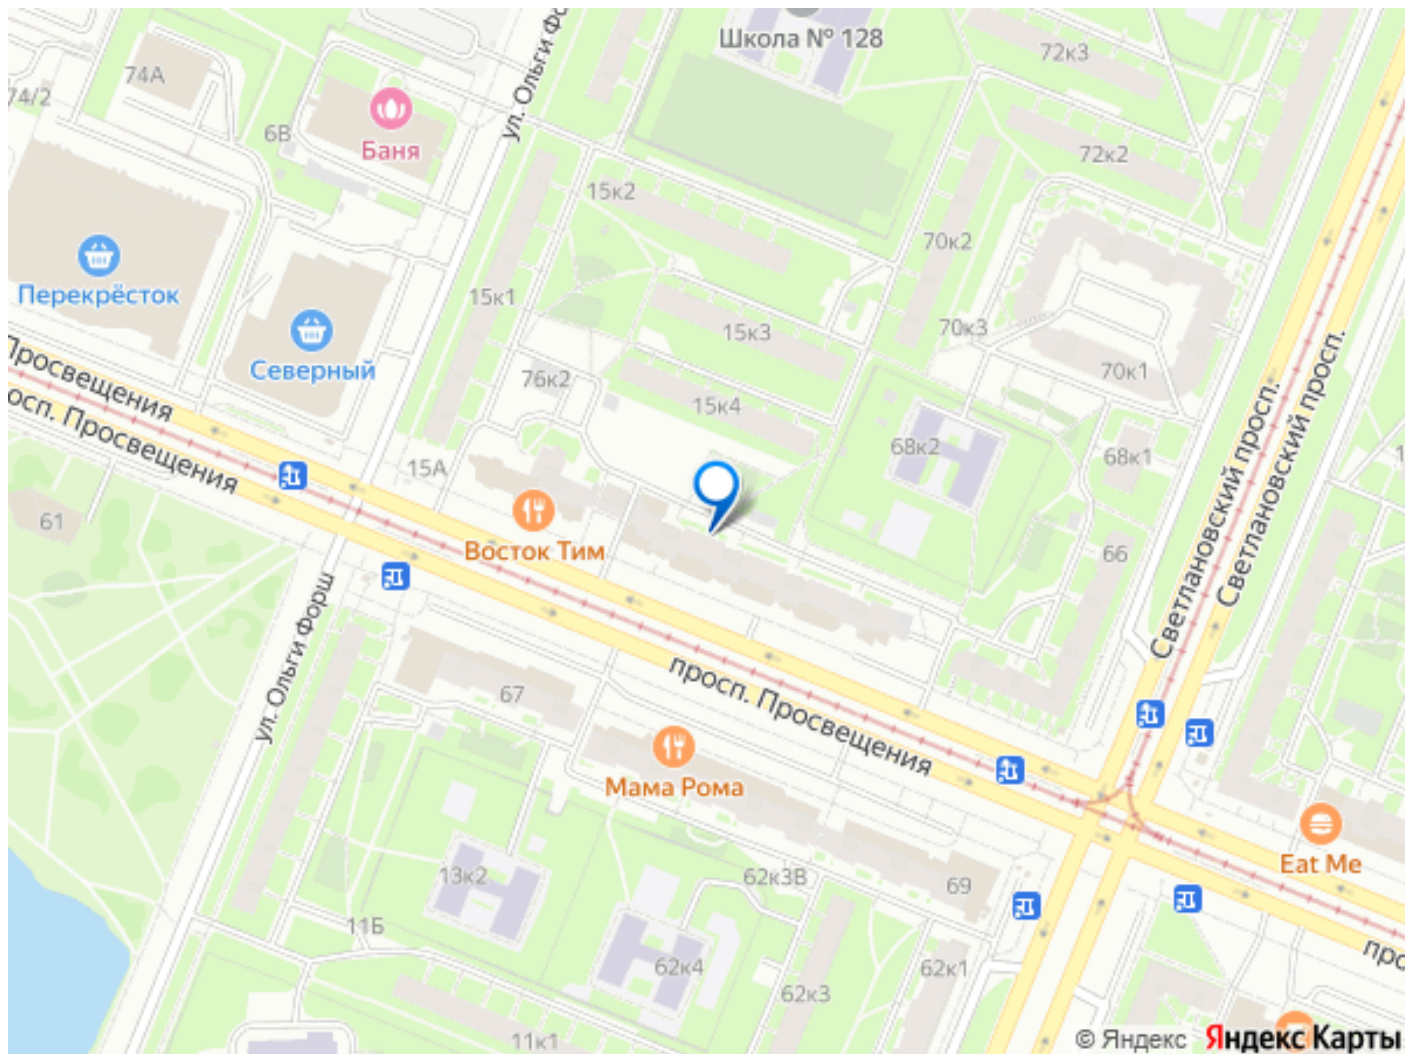 Школа № 128
72к3
74А
74/2
ул. Ольги Фо
6В
Баня
72к2
15к2
70к2
Перекрёсток
15к1
15к3
70к3
Северный
70к1
76к2
15к4
Просвещения
просп. Просвещения
68к2
68к1
15А
Светлановский просп.
Светлановский просп.
61
Восток Тим
66
ул. Ольги Форш
67
просп. Просвещения
Мама Рома
Eat Me
13к2
62к3В
69
11Б
62к4
62к1
62к3
11к1
© Яндекс Яндекс Карты